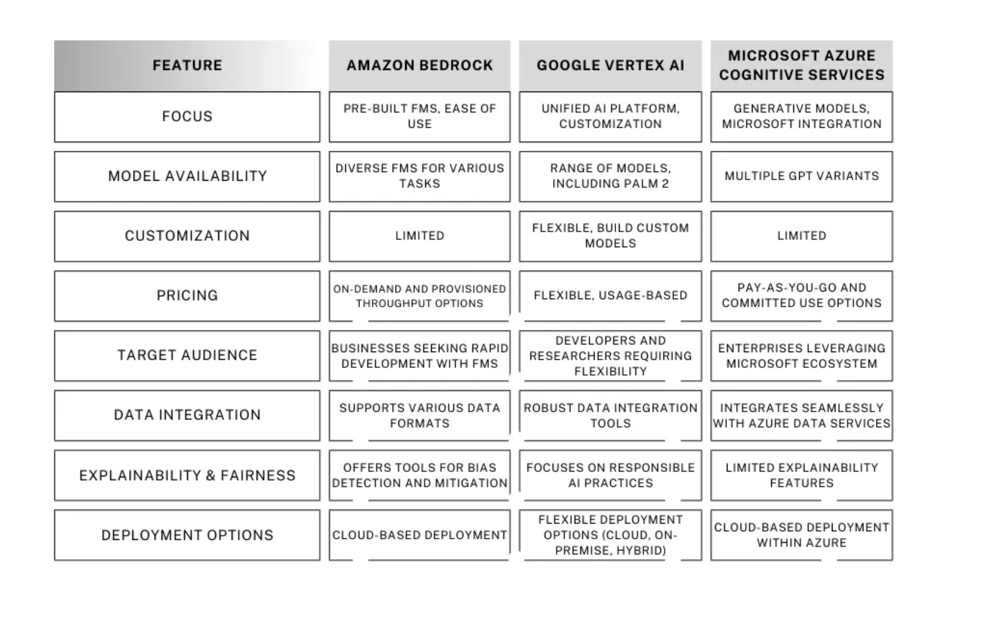 FEATURE
AMAZON BEDROCK
GOOGLE VERTEX AI
MICROSOFT AZURE
COGNITIVE SERVICES
FOCUS
PRE-BUILT FMS, EASE OF
USE
UNIFIED AI PLATFORM,
CUSTOMIZATION
GENERATIVE MODELS,
MICROSOFT INTEGRATION
MODEL AVAILABILITY
DIVERSE FMS FOR VARIOUS
TASKS
RANGE OF MODELS,
INCLUDING PALM 2
MULTIPLE GPT VARIANTS
CUSTOMIZATION
LIMITED
FLEXIBLE, BUILD CUSTOM
MODELS
LIMITED
PRICING
ON-DEMAND AND PROVISIONED
THROUGHPUT OPTIONS
FLEXIBLE, USAGE-BASED
PAY-AS-YOU-GO AND
COMMITTED USE OPTIONS
TARGET AUDIENCE
BUSINESSES SEEKING RAPID
DEVELOPMENT WITH FMS
DEVELOPERS AND
RESEARCHERS REQUIRING
FLEXIBILITY
ENTERPRISES LEVERAGING
MICROSOFT ECOSYSTEM
DATA INTEGRATION
SUPPORTS VARIOUS DATA
FORMATS
ROBUST DATA INTEGRATION
TOOLS
INTEGRATES SEAMLESSLY
WITH AZURE DATA SERVICES
EXPLAINABILITY & FAIRNESS
OFFERS TOOLS FOR BIAS
DETECTION AND MITIGATION
FOCUSES ON RESPONSIBLE
AI PRACTICES
LIMITED EXPLAINABILITY
FEATURES
DEPLOYMENT OPTIONS
CLOUD-BASED DEPLOYMENT
FLEXIBLE DEPLOYMENT
OPTIONS (CLOUD, ON-
PREMISE, HYBRID)
CLOUD-BASED DEPLOYMENT
WITHIN AZURE